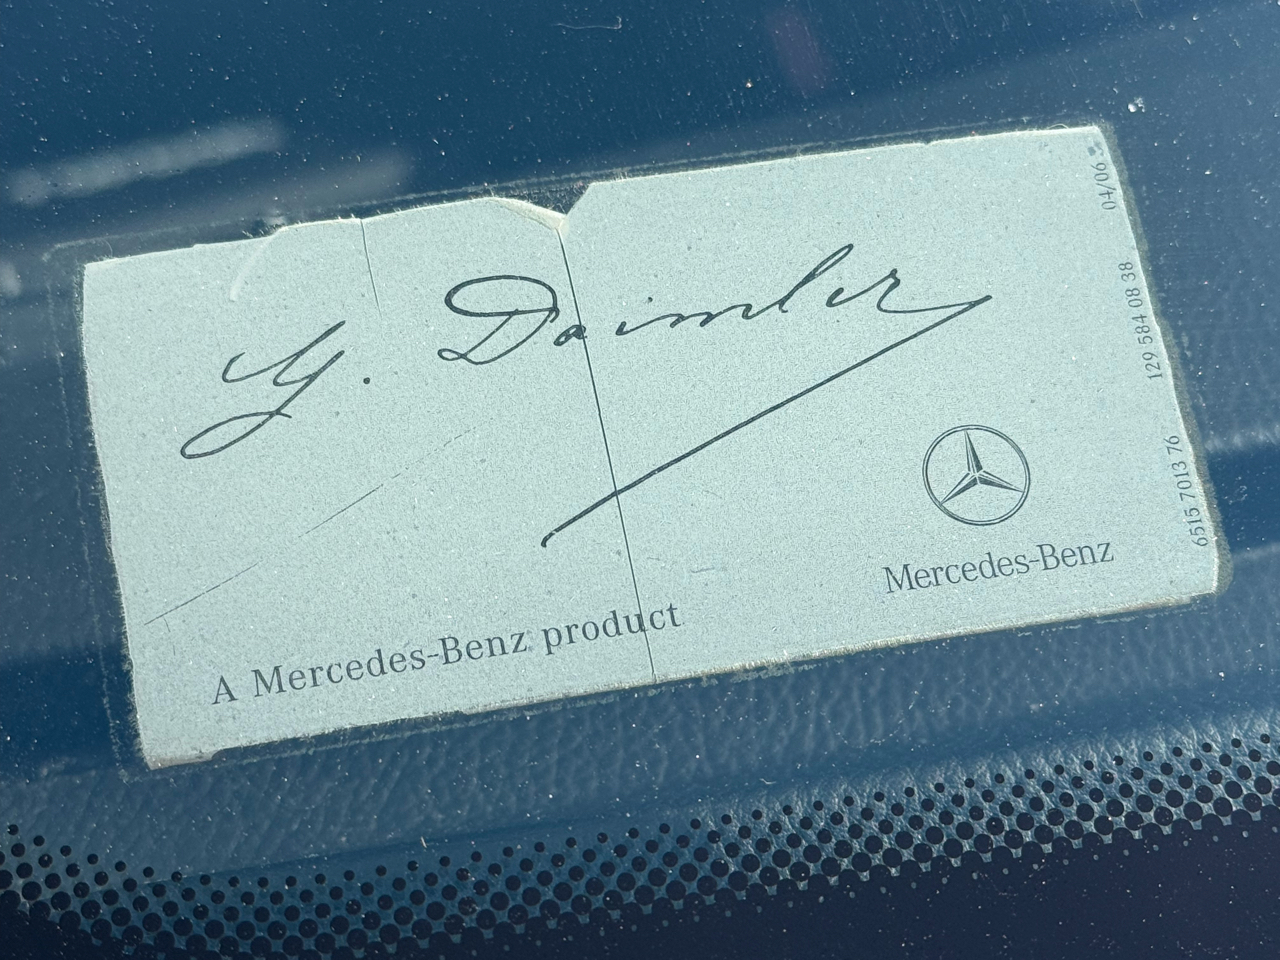 G. Daimler
A Mercedes-Benz product
Mercedes-Benz
6515 7013 76 129 584 08 38 04/06